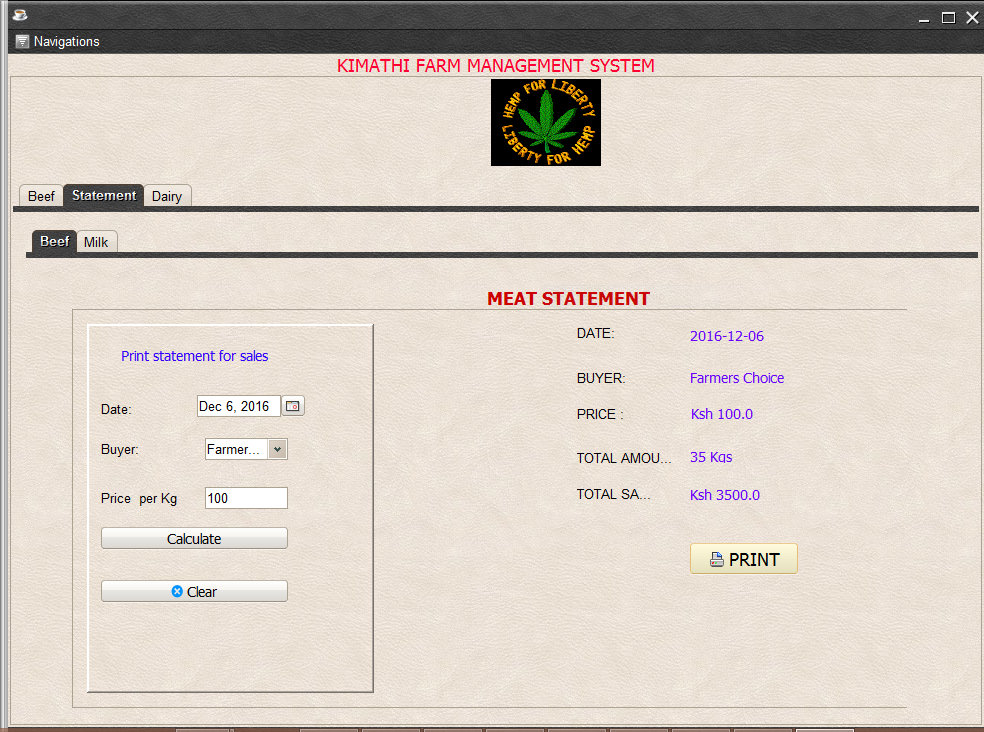 Navigations
KIMATHI FARM MANAGEMENT SYSTEM
HEMP FOR LIBERTY
LIBERTY FOR HEMP
Beef Statement Dairy
Beef Milk
MEAT STATEMENT
Print statement for sales
Date: Dec 6, 2016
Buyer: Farmer...
Price per Kg 100
Calculate
Clear
DATE: 2016-12-06
BUYER: Farmers Choice
PRICE : Ksh 100.0
TOTAL AMOU... 35 Kgs
TOTAL SA... Ksh 3500.0
PRINT